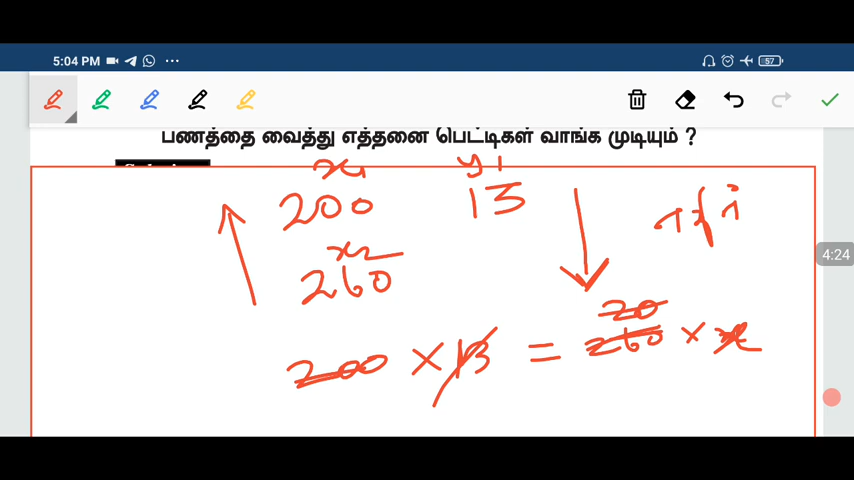 5:04 PM ... 57
பணத்தை வைத்து எத்தனை பெட்டிகள் வாங்க முடியும் ?
x1 y1
200 13
x2
260
4:24
20
200 × 13 = 260 × x